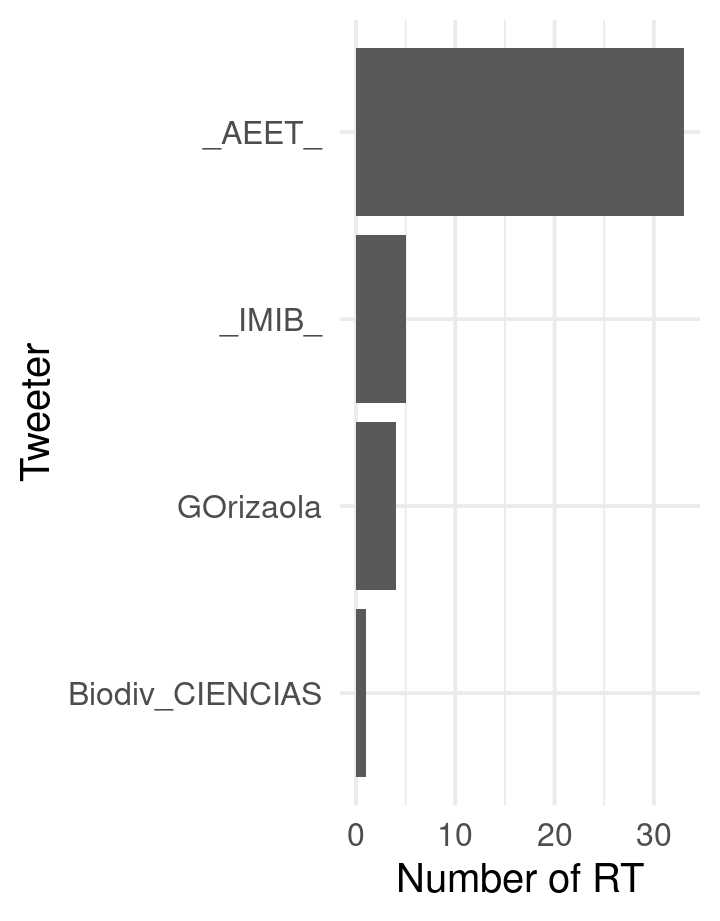 _AEET_
_IMIB_
GOrizaola
Biodiv_CIENCIAS
Tweeter
0 10 20 30
Number of RT